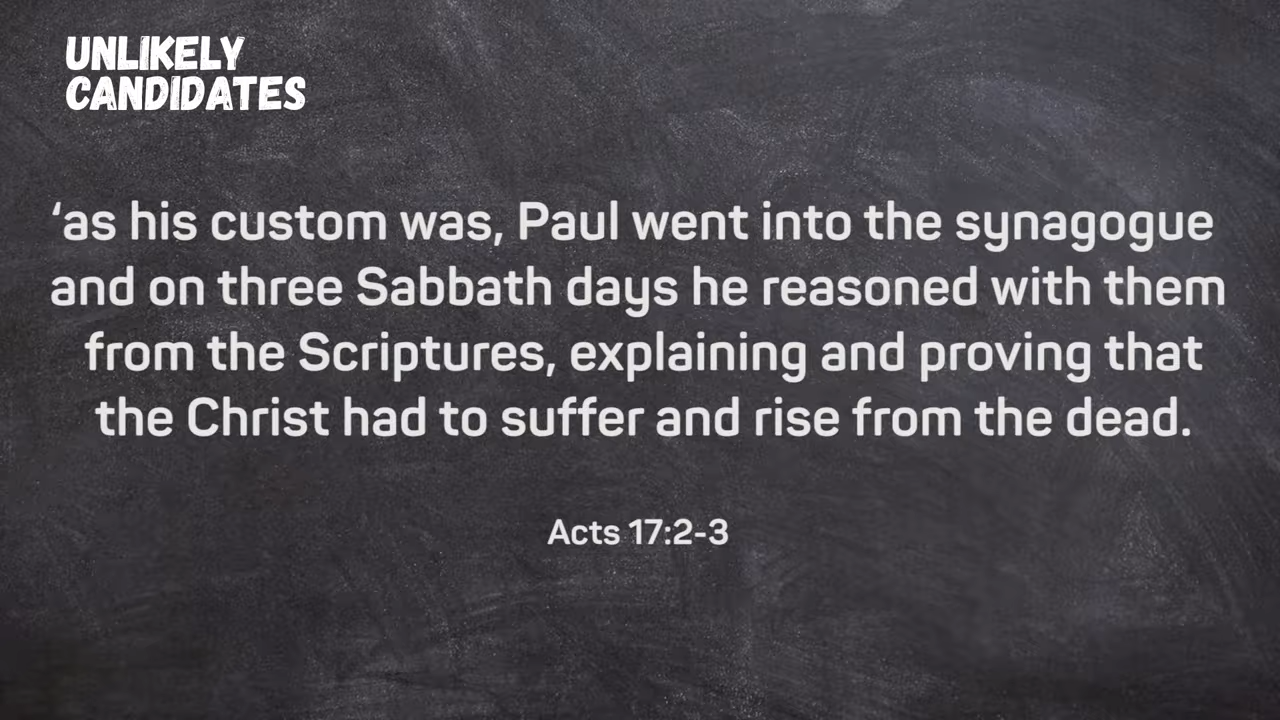 UNLIKELY
CANDIDATES
‘as his custom was, Paul went into the synagogue
and on three Sabbath days he reasoned with them
from the Scriptures, explaining and proving that
the Christ had to suffer and rise from the dead.
Acts 17:2-3